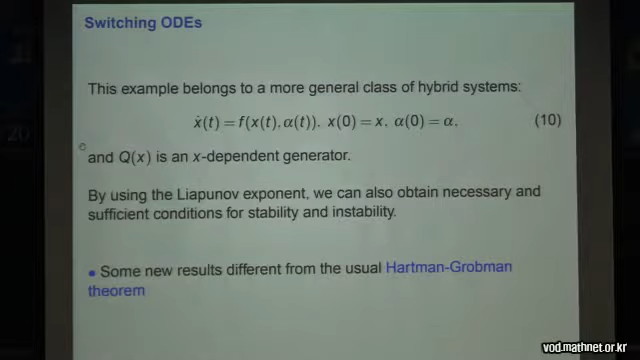 Switching ODEs
This example belongs to a more general class of hybrid systems:
ẋ(t) = f(x(t), α(t)), x(0) = x, α(0) = α, (10)
and Q(x) is an x-dependent generator.
By using the Liapunov exponent, we can also obtain necessary and
sufficient conditions for stability and instability.
• Some new results different from the usual Hartman-Grobman
theorem
vod.mathnet.or.kr